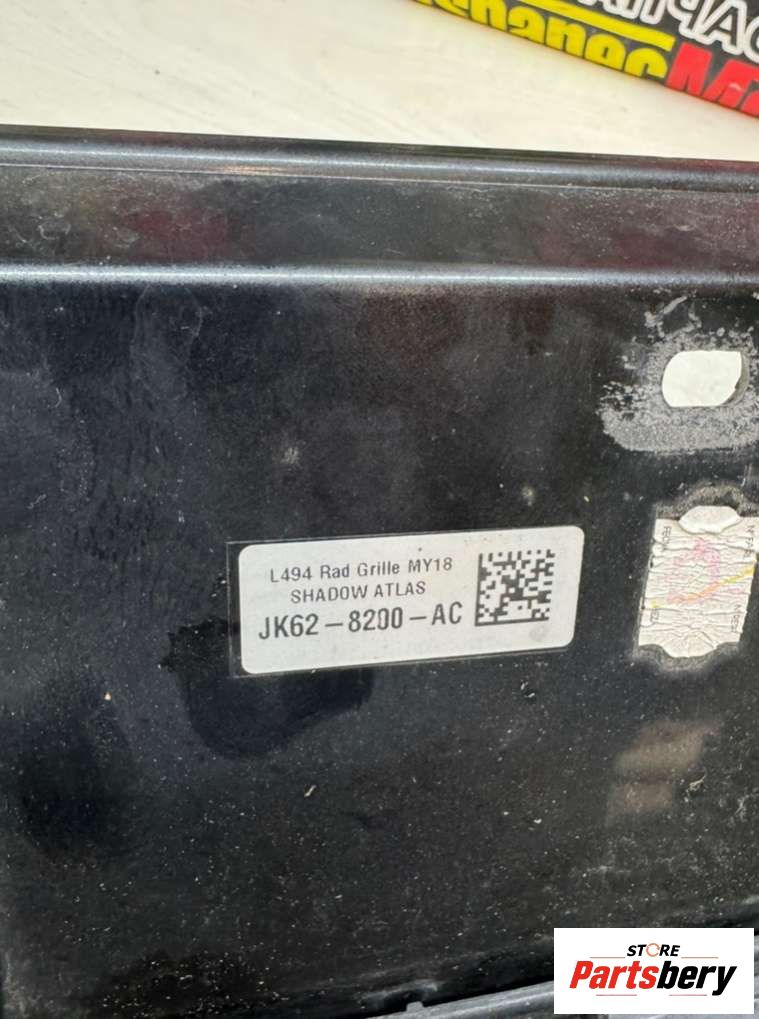 L494 Rad Grille MY18
SHADOW ATLAS
JK62-8200-AC
STORE
Partsbery